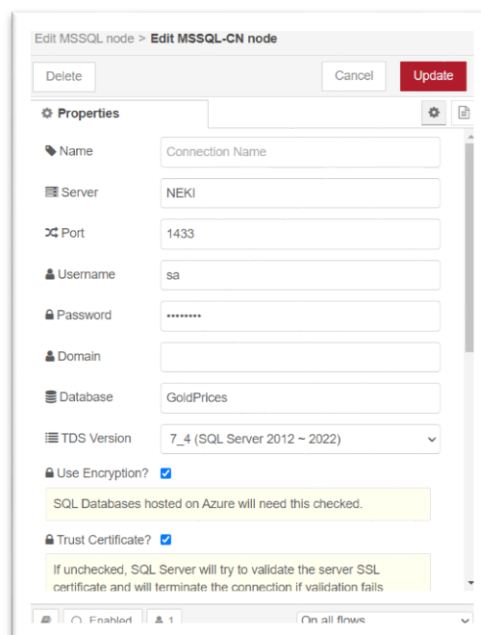 Edit MSSQL node > Edit MSSQL-CN node
Delete Cancel Update
Properties
Name Connection Name
Server NEKI
Port 1433
Username sa
Password ••••••••
Domain
Database GoldPrices
TDS Version 7_4 (SQL Server 2012 ~ 2022)
Use Encryption?
SQL Databases hosted on Azure will need this checked.
Trust Certificate?
If unchecked, SQL Server will try to validate the server SSL
certificate and will terminate the connection if validation fails
Enabled 1 On all flows